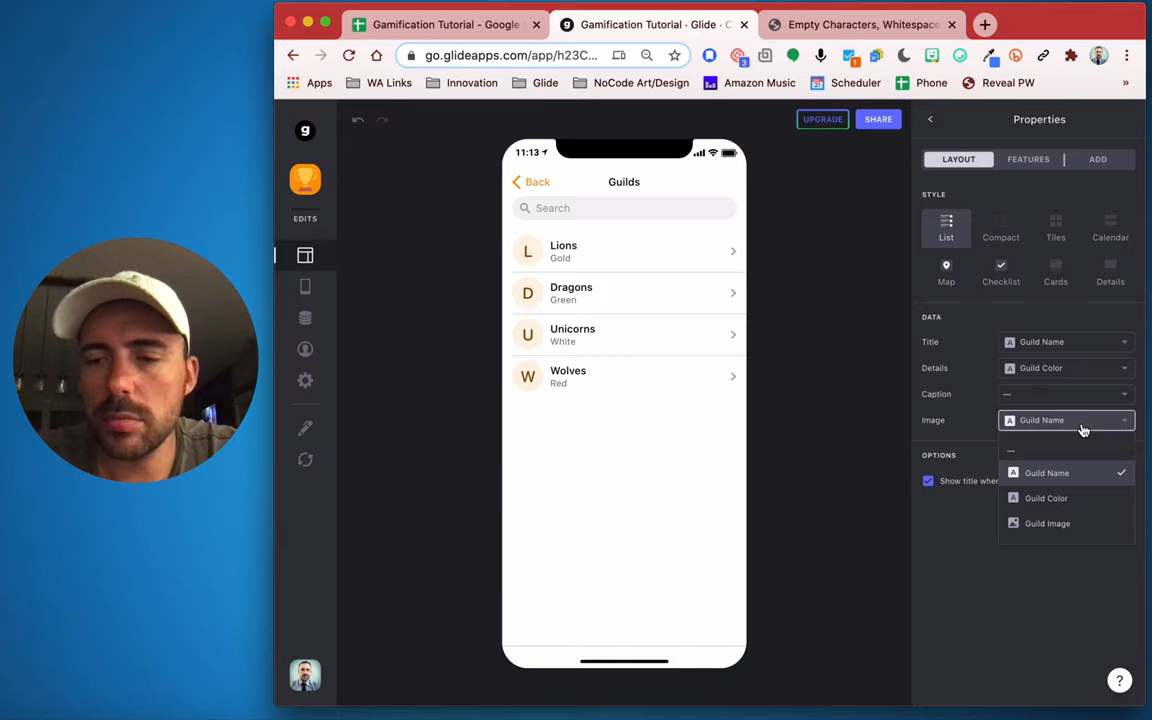 Gamification Tutorial - Google
Gamification Tutorial · Glide · C
Empty Characters, Whitespace
go.glideapps.com/app/h23C...
3
1
Apps
WA Links
Innovation
Glide
NoCode Art/Design
Amazon Music
Scheduler
Phone
Reveal PW
»
g
EDITS
UPGRADE
SHARE
11:13
Back
Guilds
Search
L
Lions
Gold
D
Dragons
Green
U
Unicorns
White
W
Wolves
Red
Properties
LAYOUT
FEATURES
ADD
STYLE
List
Compact
Tiles
Calendar
Map
Checklist
Cards
Details
DATA
Title
A Guild Name
Details
A Guild Color
Caption
—
Image
A Guild Name
—
A Guild Name
A Guild Color
Guild Image
OPTIONS
Show title wher
?